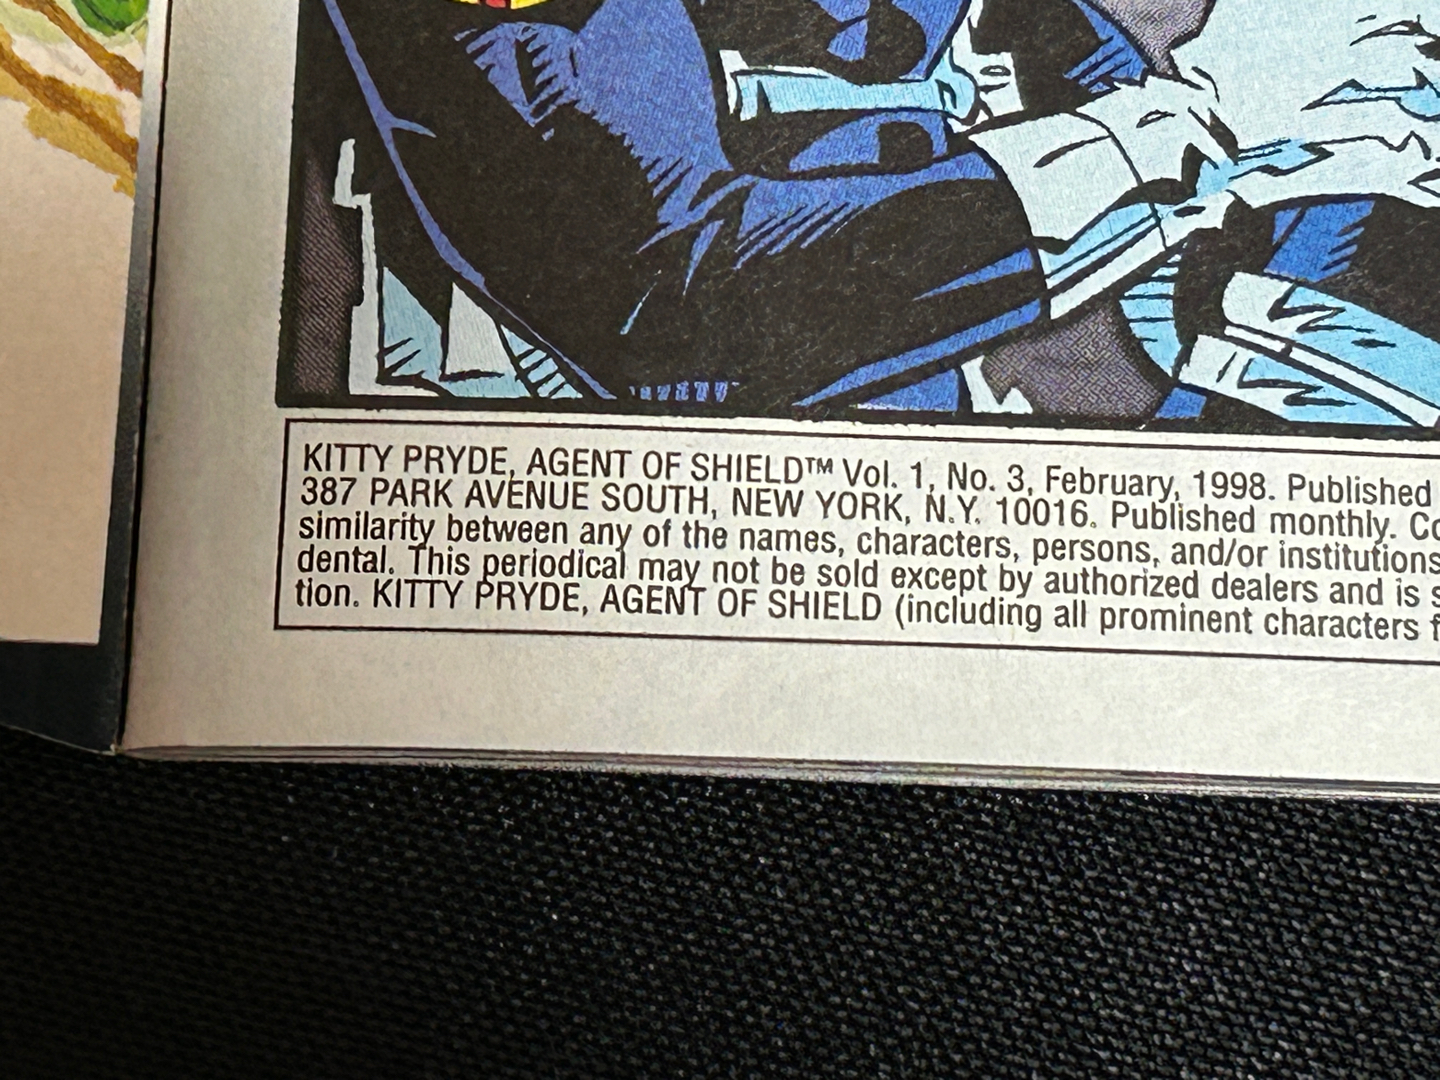 KITTY PRYDE, AGENT OF SHIELD™ Vol. 1, No. 3, February, 1998. Published
387 PARK AVENUE SOUTH, NEW YORK, N.Y. 10016. Published monthly. Co
similarity between any of the names, characters, persons, and/or institutions
dental. This periodical may not be sold except by authorized dealers and is s
tion. KITTY PRYDE, AGENT OF SHIELD (including all prominent characters f